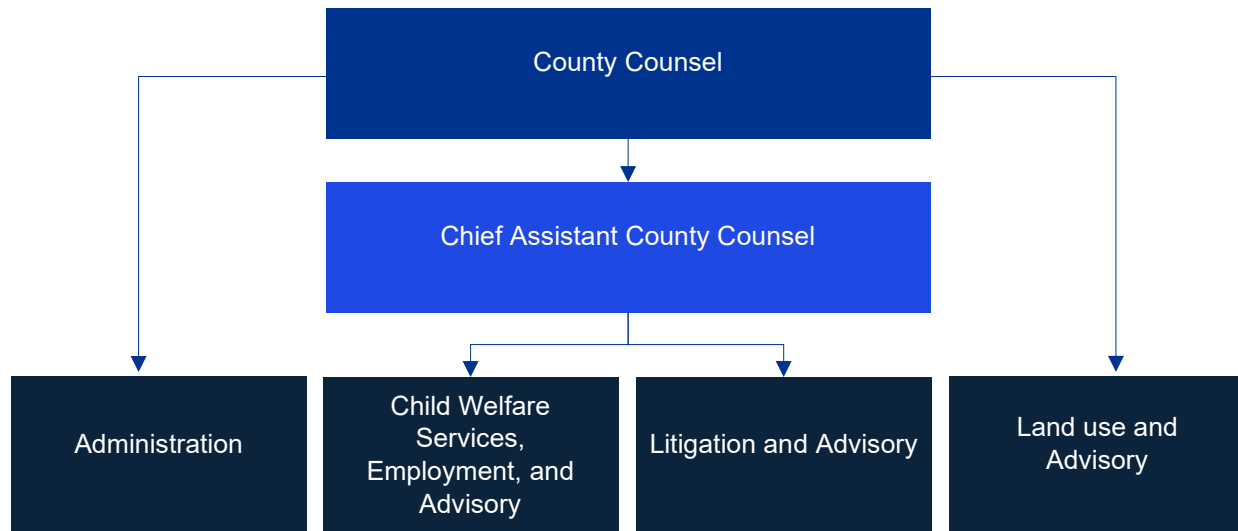 County Counsel
Chief Assistant County Counsel
Administration
Child Welfare
Services,
Employment, and
Advisory
Litigation and Advisory
Land use and
Advisory